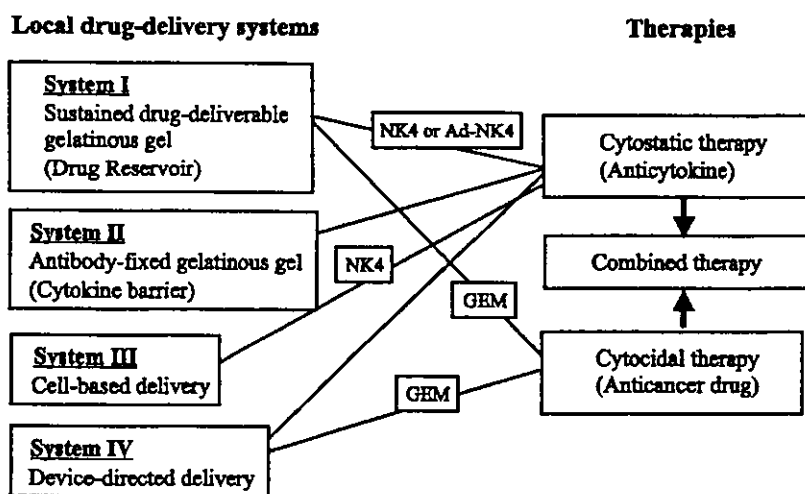 Local drug-delivery systems
Therapies
System I
Sustained drug-deliverable
gelatinous gel
(Drug Reservoir)
NK4 or Ad-NK4
Cytostatic therapy
(Anticytokine)
System II
Antibody-fixed gelatinous gel
(Cytokine barrier)
NK4
Combined therapy
GEM
System III
Cell-based delivery
Cytocidal therapy
(Anticancer drug)
GEM
System IV
Device-directed delivery